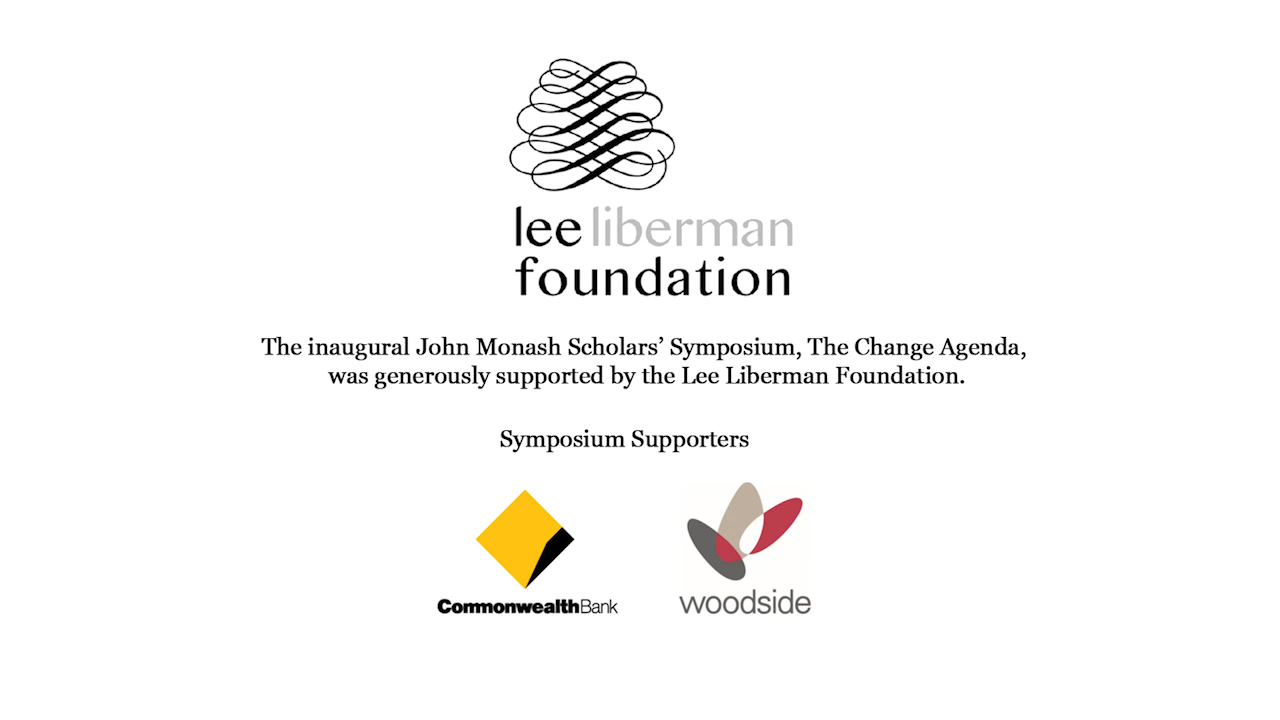 lee liberman
foundation
The inaugural John Monash Scholars’ Symposium, The Change Agenda,
was generously supported by the Lee Liberman Foundation.
Symposium Supporters
CommonwealthBank
woodside